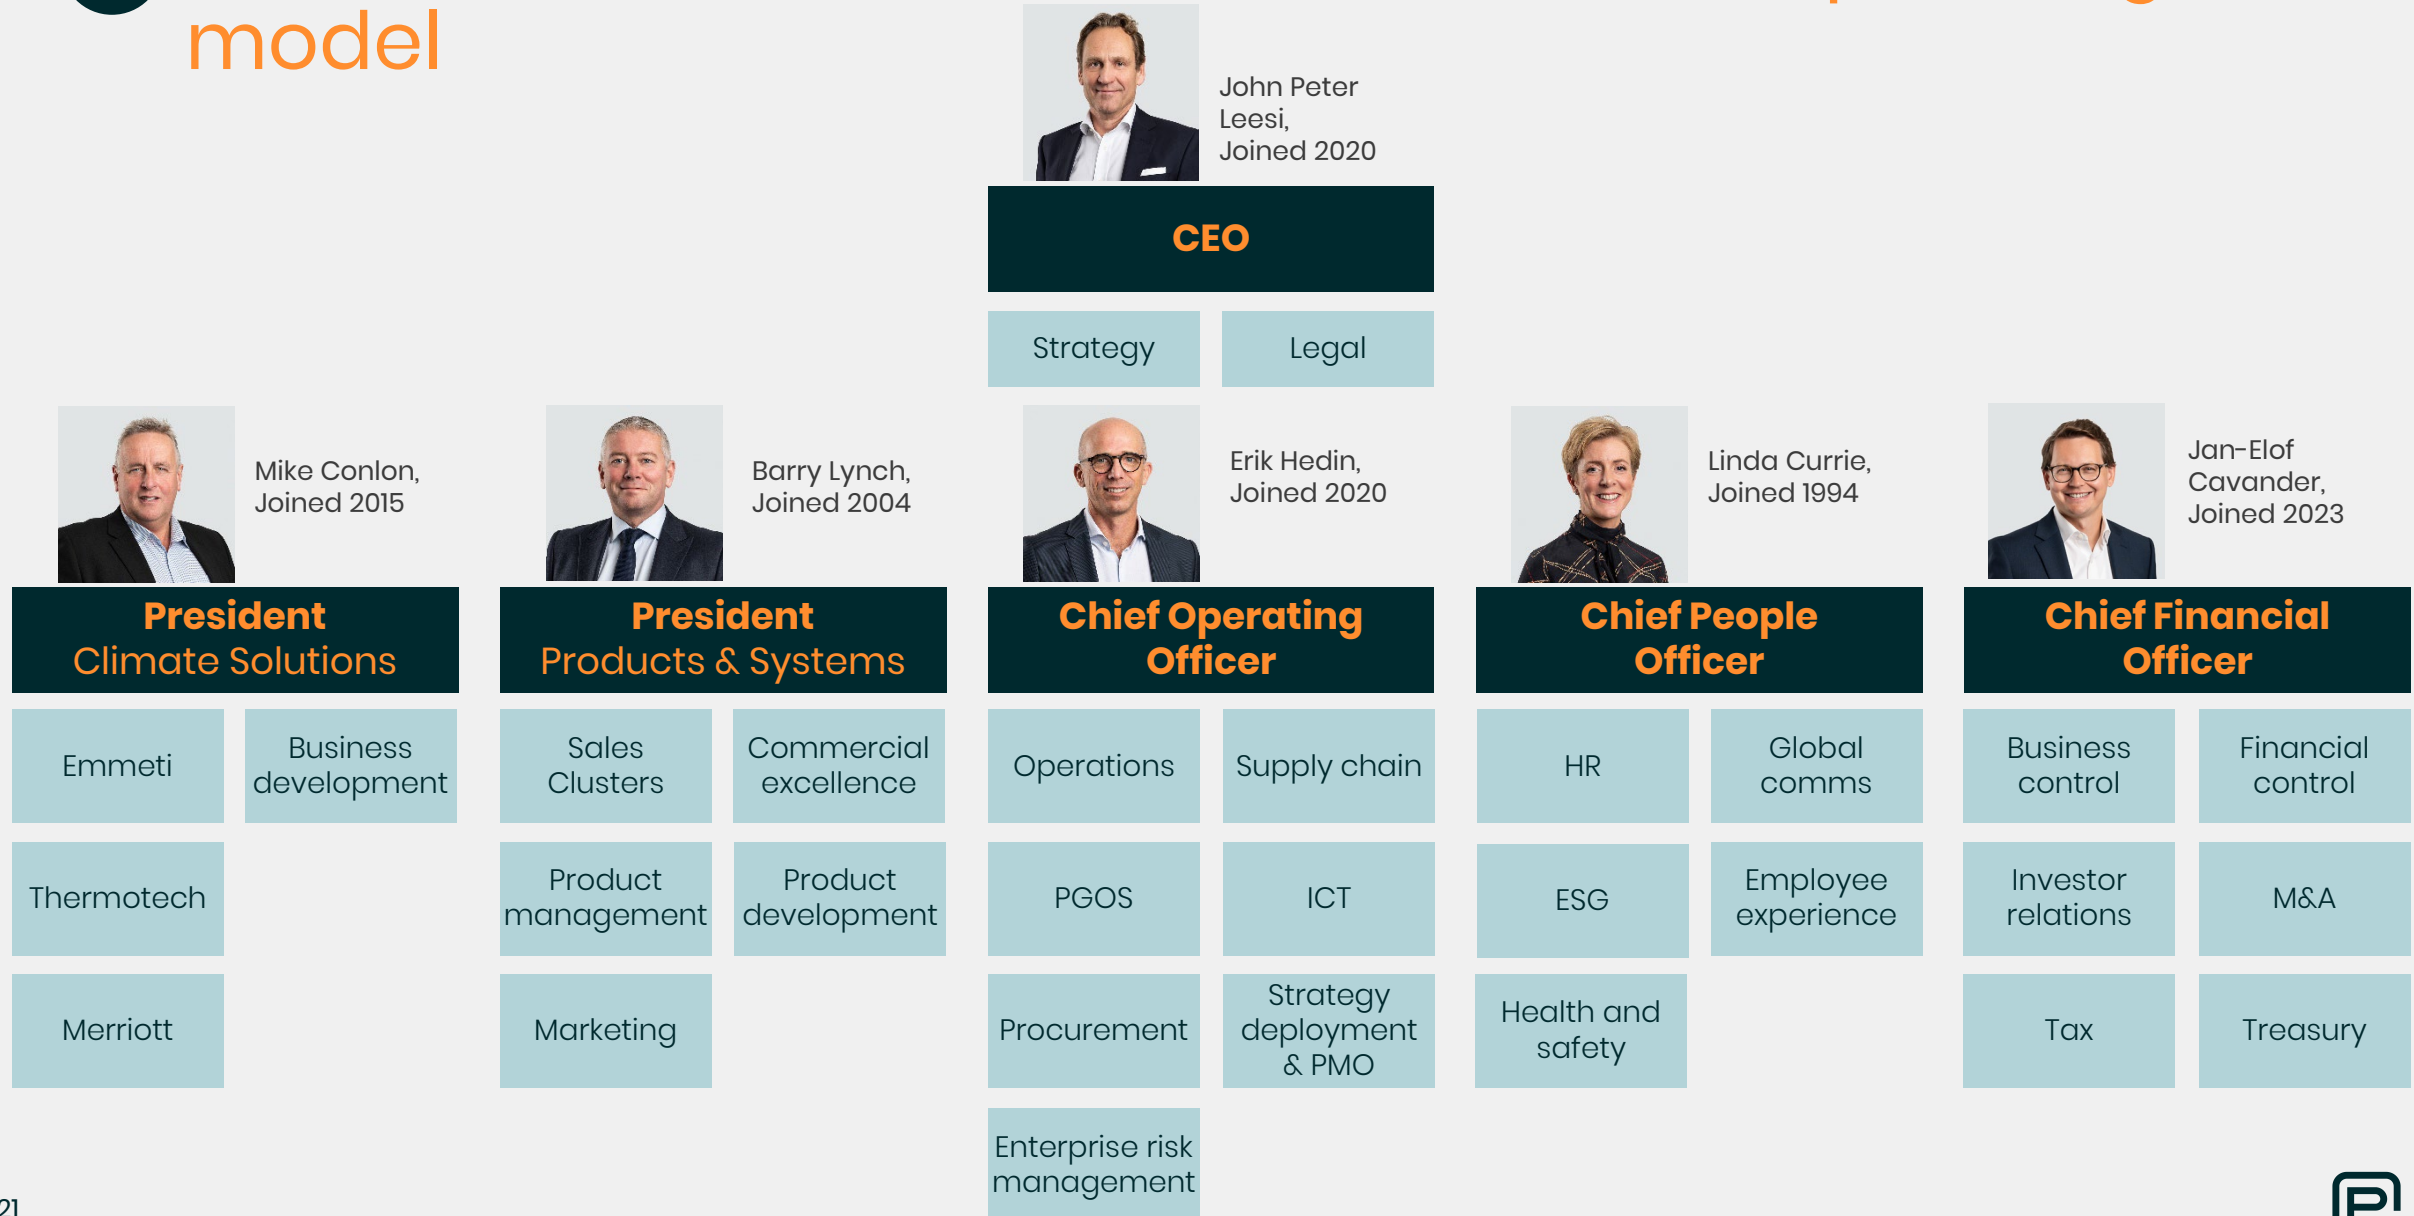 model
John Peter
Leesi,
Joined 2020
CEO
Strategy
Legal
Mike Conlon,
Joined 2015
Barry Lynch,
Joined 2004
Erik Hedin,
Joined 2020
Linda Currie,
Joined 1994
Jan-Elof
Cavander,
Joined 2023
President
Climate Solutions
President
Products & Systems
Chief Operating
Officer
Chief People
Officer
Chief Financial
Officer
Emmeti
Business
development
Sales
Clusters
Commercial
excellence
Operations
Supply chain
HR
Global
comms
Business
control
Financial
control
Thermotech
Product
management
Product
development
PGOS
ICT
ESG
Employee
experience
Investor
relations
M&A
Merriott
Marketing
Procurement
Strategy
deployment
& PMO
Health and
safety
Tax
Treasury
Enterprise risk
management
21